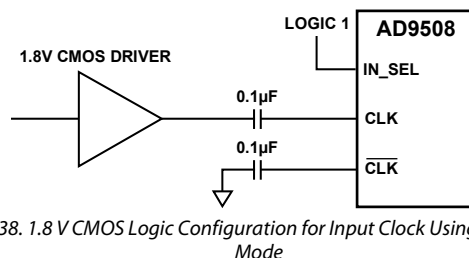 LOGIC 1
AD9508
1.8V CMOS DRIVER
IN_SEL
0.1µF
CLK
0.1µF
CLK
38. 1.8 V CMOS Logic Configuration for Input Clock Using
Mode